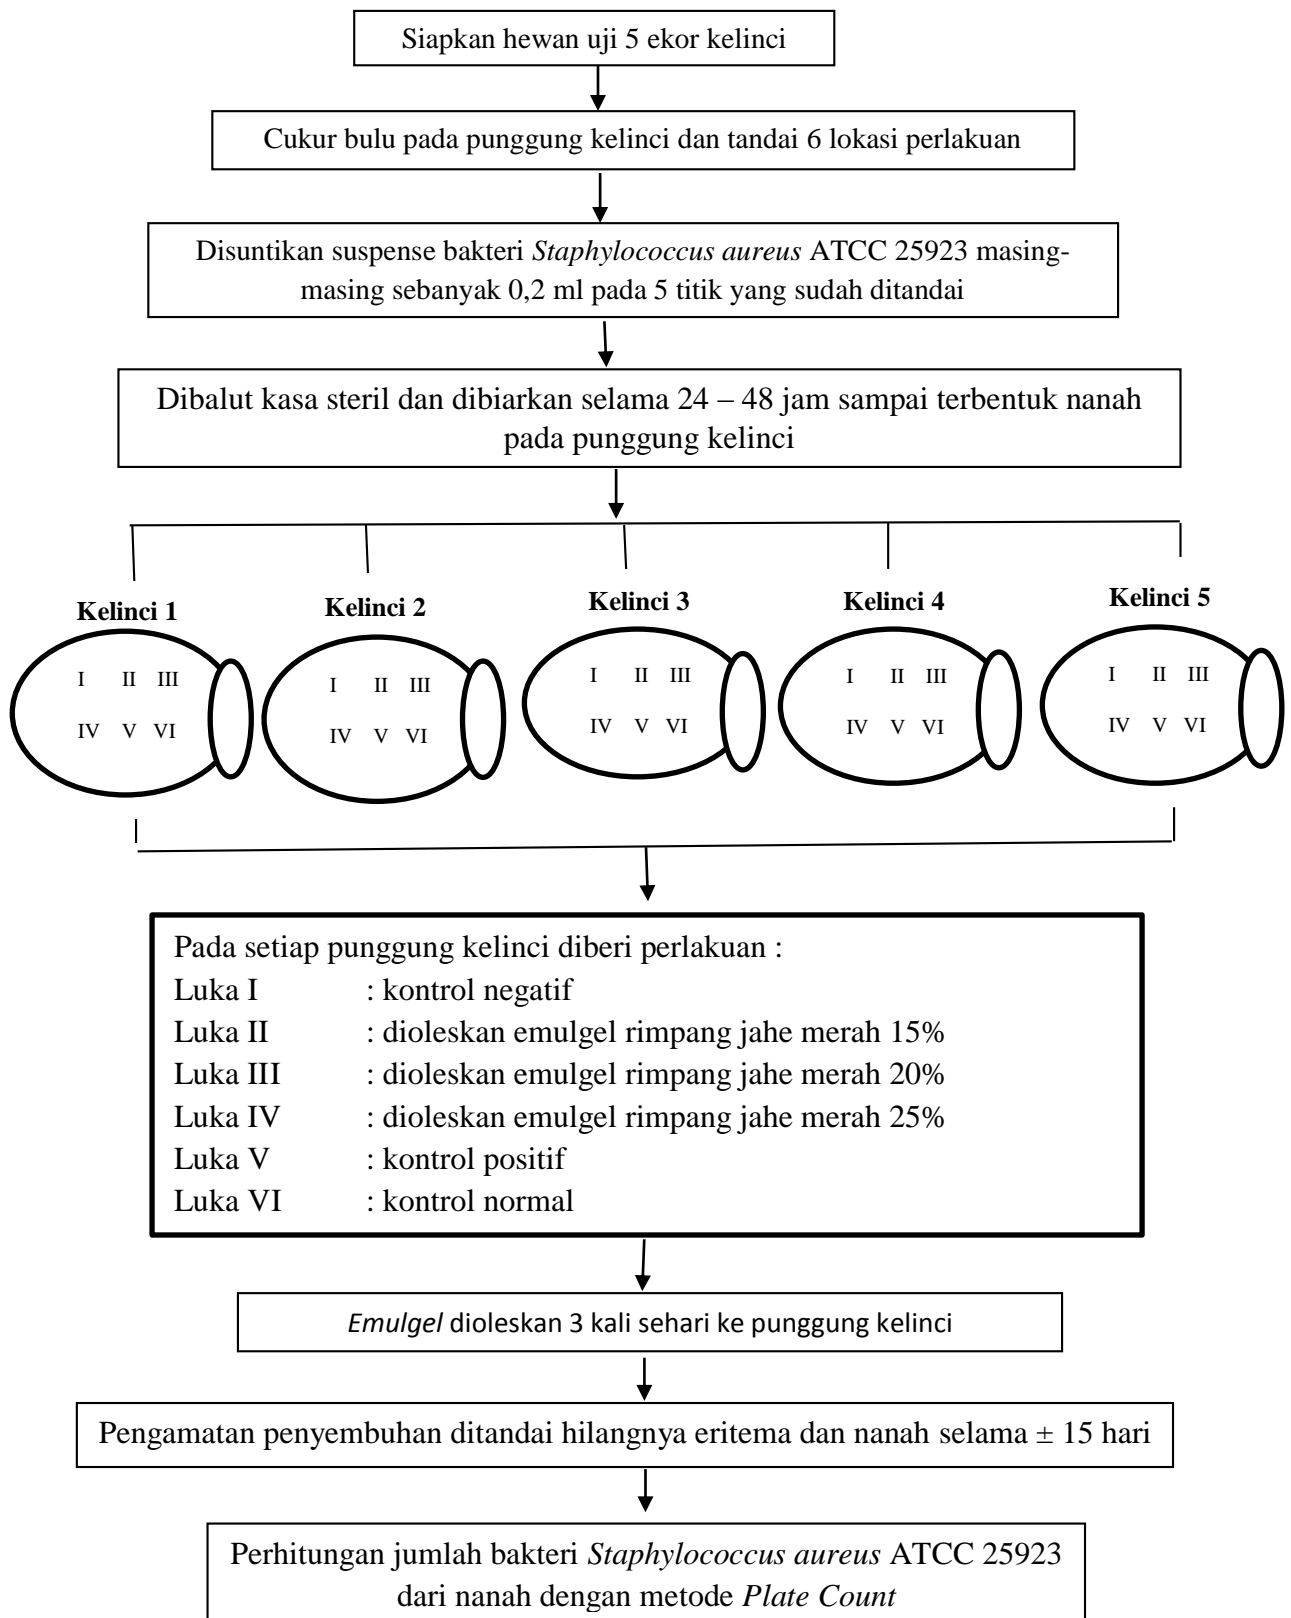 Siapkan hewan uji 5 ekor kelinci
Cukur bulu pada punggung kelinci dan tandai 6 lokasi perlakuan
Disuntikan suspense bakteri Staphylococcus aureus ATCC 25923 masing-
masing sebanyak 0,2 ml pada 5 titik yang sudah ditandai
Dibalut kasa steril dan dibiarkan selama 24 – 48 jam sampai terbentuk nanah
pada punggung kelinci
Kelinci 1
I II III
IV V VI
Kelinci 2
I II III
IV V VI
Kelinci 3
I II III
IV V VI
Kelinci 4
I II III
IV V VI
Kelinci 5
I II III
IV V VI
Pada setiap punggung kelinci diberi perlakuan :
Luka I : kontrol negatif
Luka II : dioleskan emulgel rimpang jahe merah 15%
Luka III : dioleskan emulgel rimpang jahe merah 20%
Luka IV : dioleskan emulgel rimpang jahe merah 25%
Luka V : kontrol positif
Luka VI : kontrol normal
Emulgel dioleskan 3 kali sehari ke punggung kelinci
Pengamatan penyembuhan ditandai hilangnya eritema dan nanah selama ± 15 hari
Perhitungan jumlah bakteri Staphylococcus aureus ATCC 25923
dari nanah dengan metode Plate Count